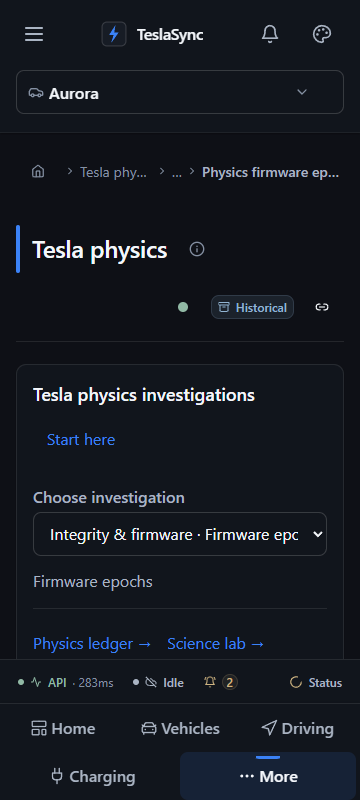 TeslaSync
Aurora
Tesla phy... ... Physics firmware ep...
Tesla physics
Historical
Tesla physics investigations
Start here
Choose investigation
Integrity & firmware · Firmware epc
Firmware epochs
Physics ledger → Science lab →
API · 283ms Idle 2 Status
Home Vehicles Driving
Charging More